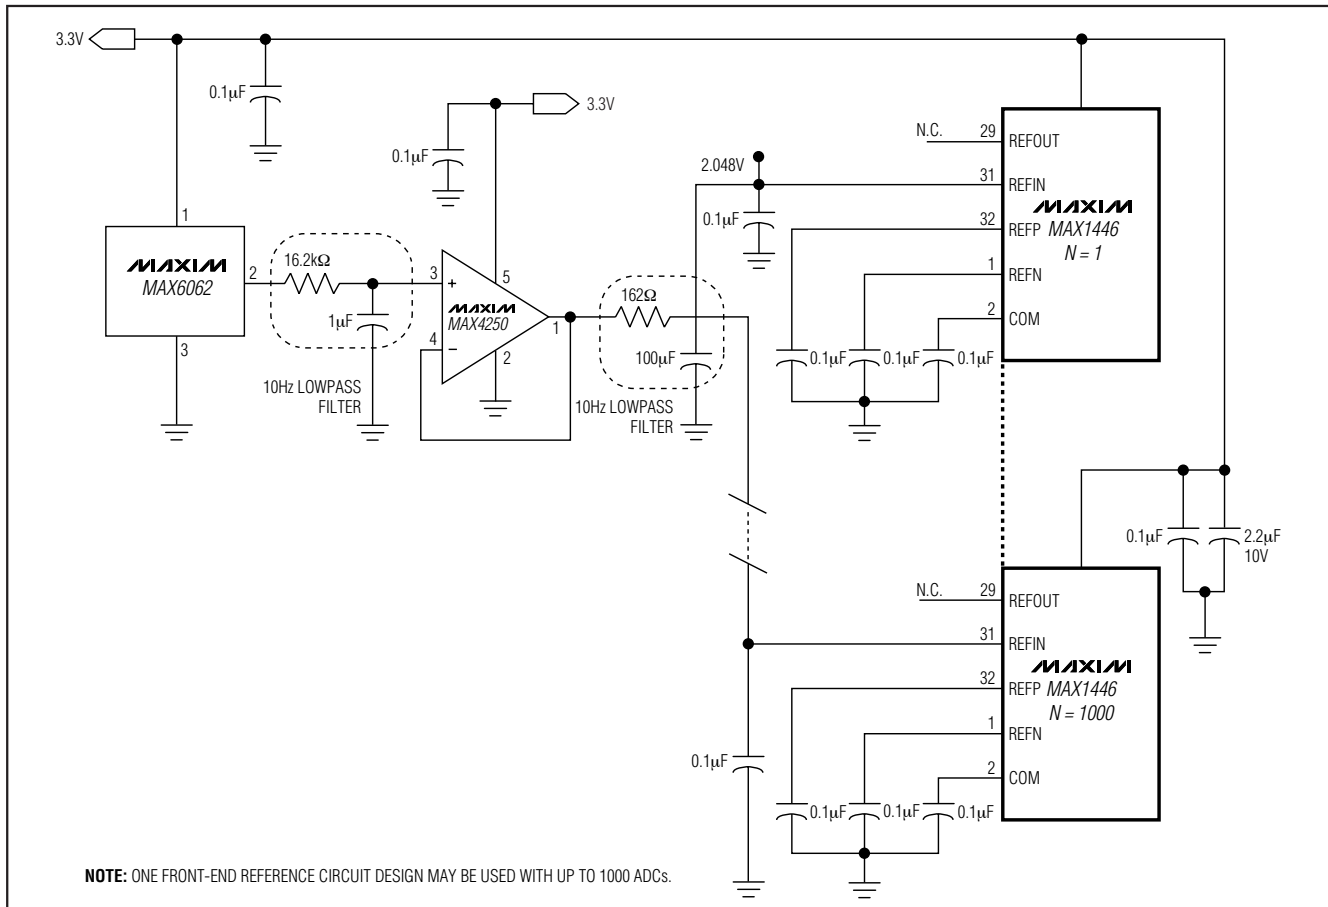 3.3V
0.1µF
3.3V
0.1µF
1
MAXIM
MAX6062
2
3
16.2kΩ
1µF
10Hz LOWPASS
FILTER
3
+
5
MAXIM
MAX4250
1
4
−
2
162Ω
100µF
10Hz LOWPASS
FILTER
2.048V
0.1µF
N.C.
29
REFOUT
31
REFIN
32
REFP
1
REFN
2
COM
MAXIM
MAX1446
N = 1
0.1µF
0.1µF
0.1µF
0.1µF
2.2µF
10V
N.C.
29
REFOUT
31
REFIN
32
REFP
1
REFN
2
COM
MAXIM
MAX1446
N = 1000
0.1µF
0.1µF
0.1µF
0.1µF
NOTE: ONE FRONT-END REFERENCE CIRCUIT DESIGN MAY BE USED WITH UP TO 1000 ADCs.